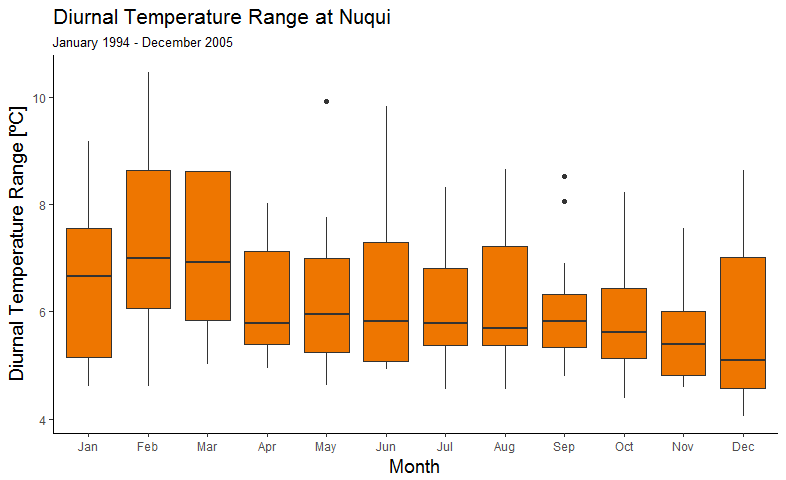 Diurnal Temperature Range at Nuqui
January 1994 - December 2005
Diurnal Temperature Range [ºC]
10
8
6
4
Jan Feb Mar Apr May Jun Jul Aug Sep Oct Nov Dec
Month